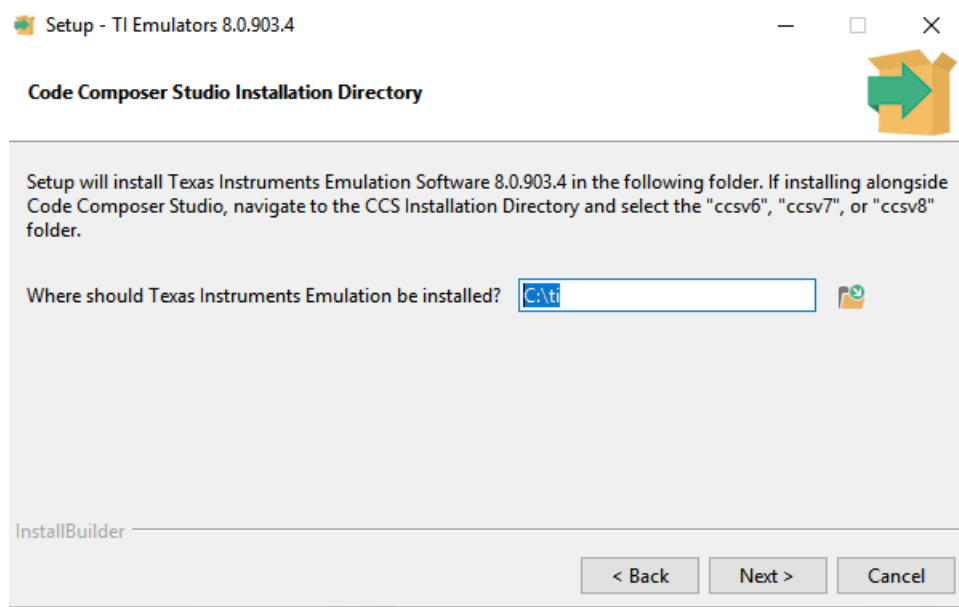 Setup - TI Emulators 8.0.903.4
Code Composer Studio Installation Directory
Setup will install Texas Instruments Emulation Software 8.0.903.4 in the following folder. If installing alongside
Code Composer Studio, navigate to the CCS Installation Directory and select the "ccsv6", "ccsv7", or "ccsv8"
folder.
Where should Texas Instruments Emulation be installed? C:\ti
InstallBuilder
< Back Next > Cancel